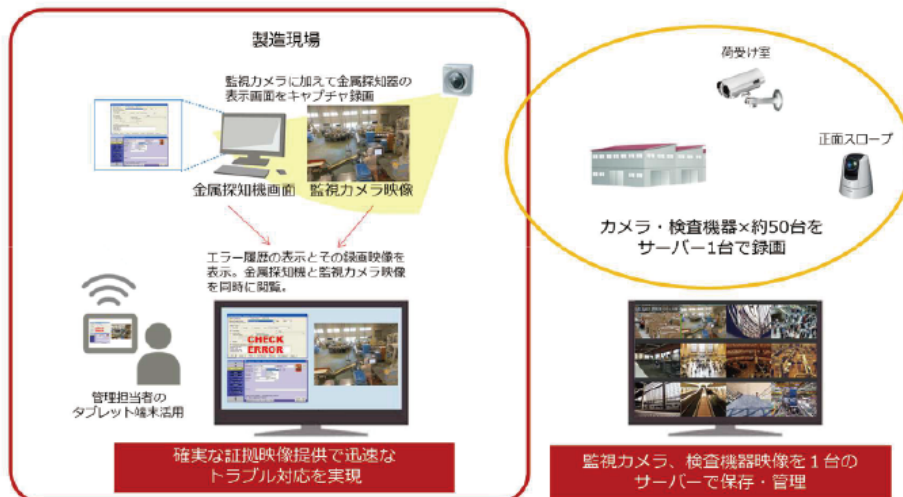 製造現場
監視カメラに加えて金属探知器の
表示画面をキャプチャ録画
金属探知機画面
監視カメラ映像
エラー履歴の表示とその録画映像を
表示。金属探知機と監視カメラ映像
を同時に閲覧。
CHECK
ERROR
管理担当者の
タブレット端末活用
確実な証拠映像提供で迅速な
トラブル対応を実現
荷受け室
正面スロープ
カメラ・検査機器×約50台を
サーバー1台で録画
監視カメラ、検査機器映像を１台の
サーバーで保存・管理